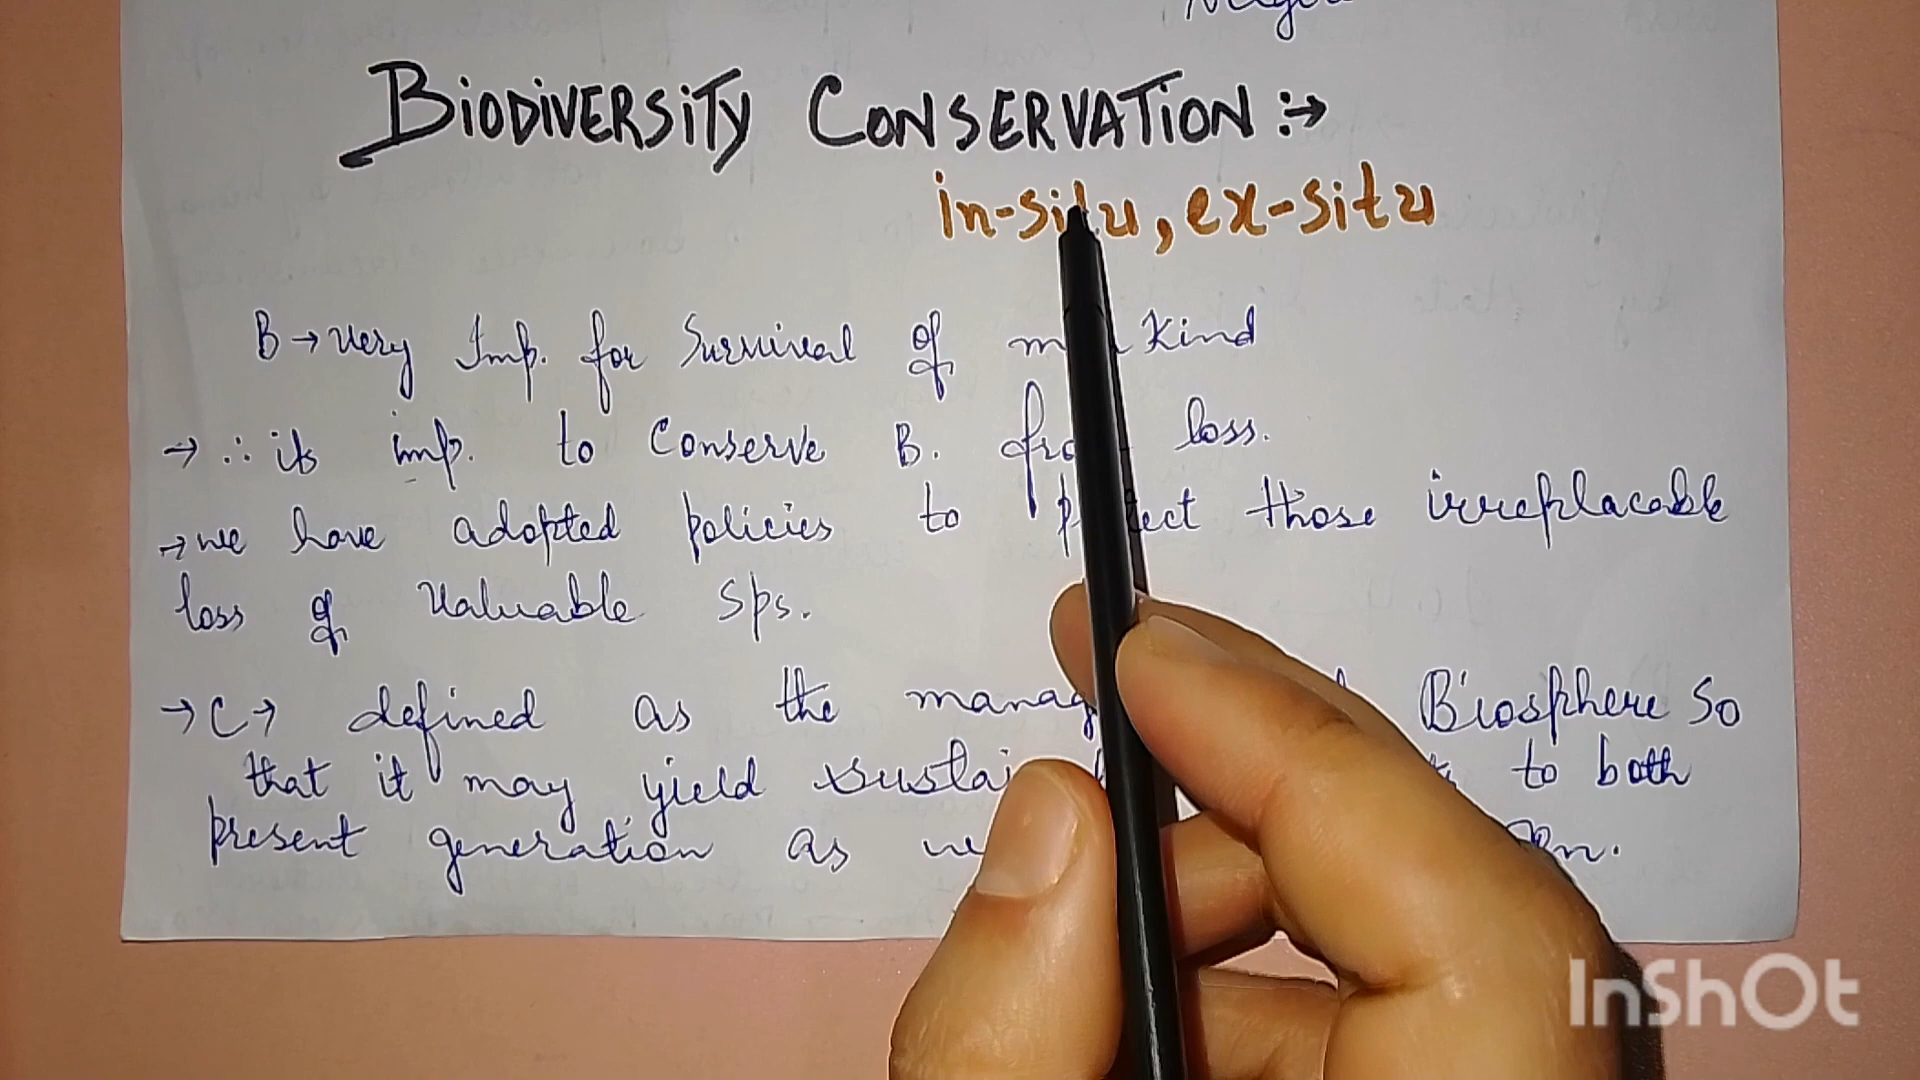 BIODIVERSITY CONSERVATION :→
in-situ, ex-situ
B → very Imp. for Survival of Kind
→ ∴ its imp. to Conserve B. loss.
→ we have adopted policies to those irreplacable
loss of valuable sps.
→ C → defined as the Biosphere So
that it may yield to both
present generation as
InShOt